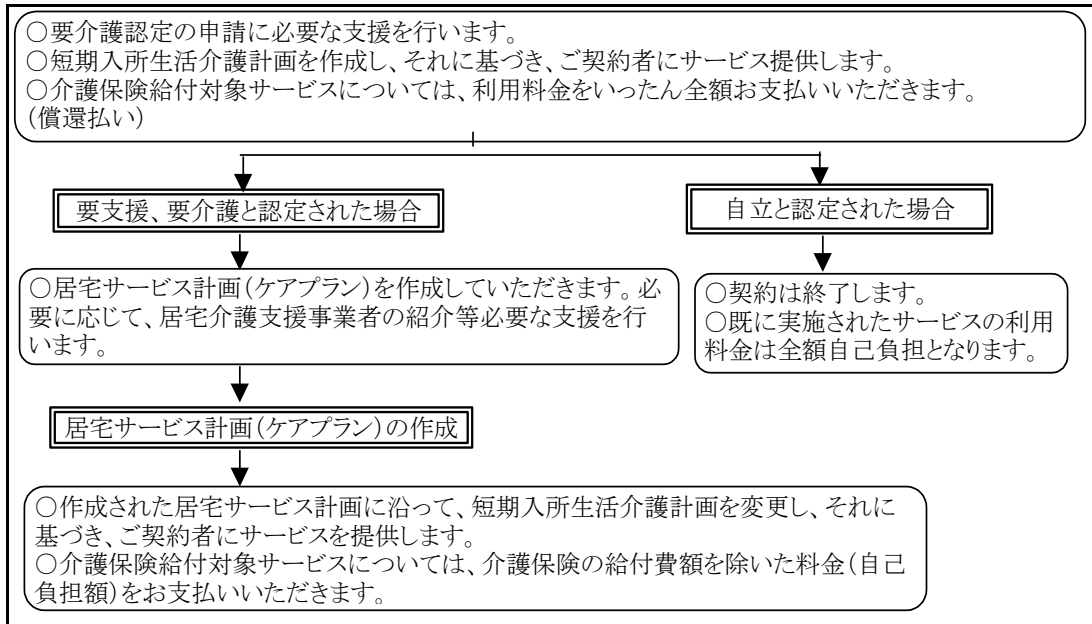 ○要介護認定の申請に必要な支援を行います。
○短期入所生活介護計画を作成し、それに基づき、ご契約者にサービス提供します。
○介護保険給付対象サービスについては、利用料金をいったん全額お支払いいただきます。
(償還払い)
要支援、要介護と認定された場合
自立と認定された場合
○居宅サービス計画(ケアプラン)を作成していただきます。必
要に応じて、居宅介護支援事業者の紹介等必要な支援を行
います。
○契約は終了します。
○既に実施されたサービスの利用
料金は全額自己負担となります。
居宅サービス計画(ケアプラン)の作成
○作成された居宅サービス計画に沿って、短期入所生活介護計画を変更し、それに
基づき、ご契約者にサービスを提供します。
○介護保険給付対象サービスについては、介護保険の給付費額を除いた料金(自己
負担額)をお支払いいただきます。